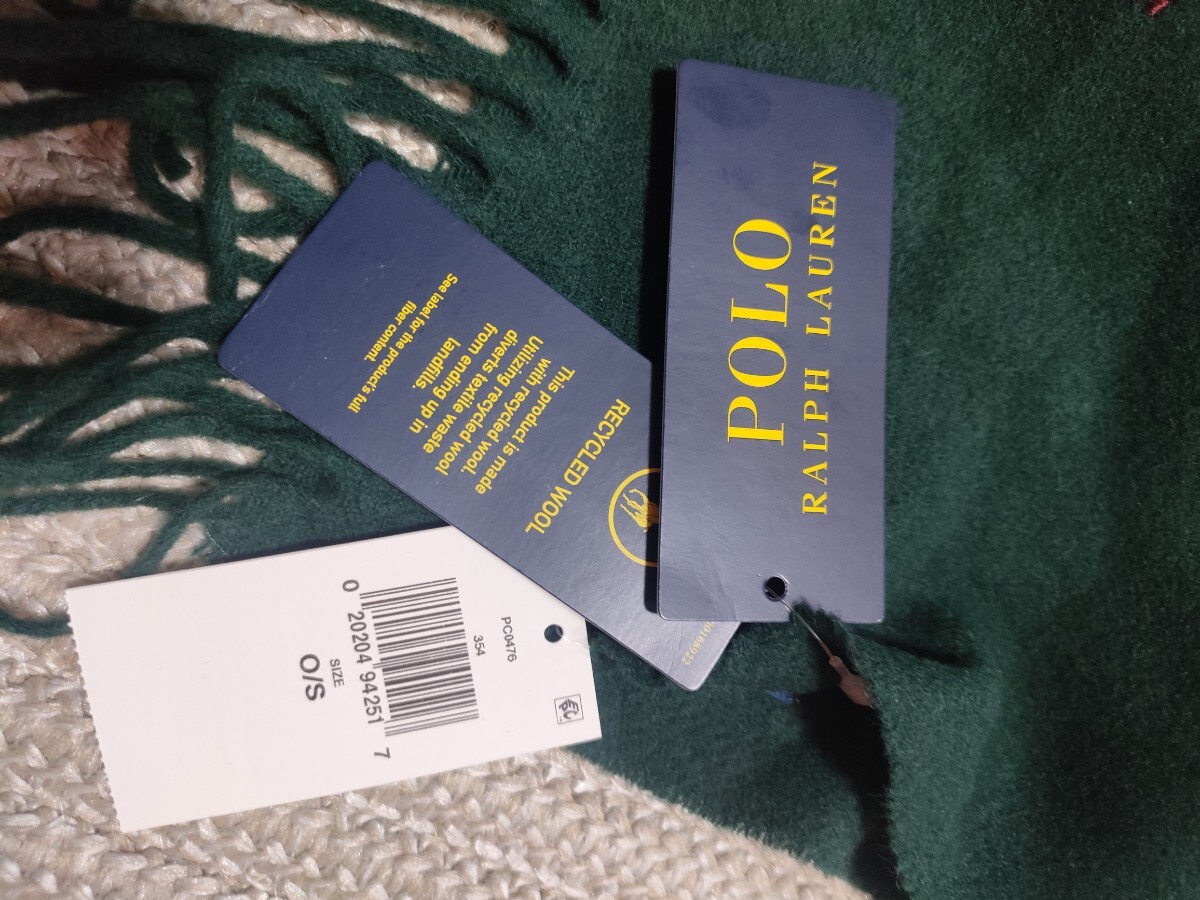 POLO
RALPH LAUREN
RECYCLED WOOL
This product is made
with recycled wool.
Utilizing recycled wool
diverts textile waste
from ending up in
landfills.
See label for the product's full
fiber content.
PC0476
354
0 20204 94251 7
SIZE
O/S